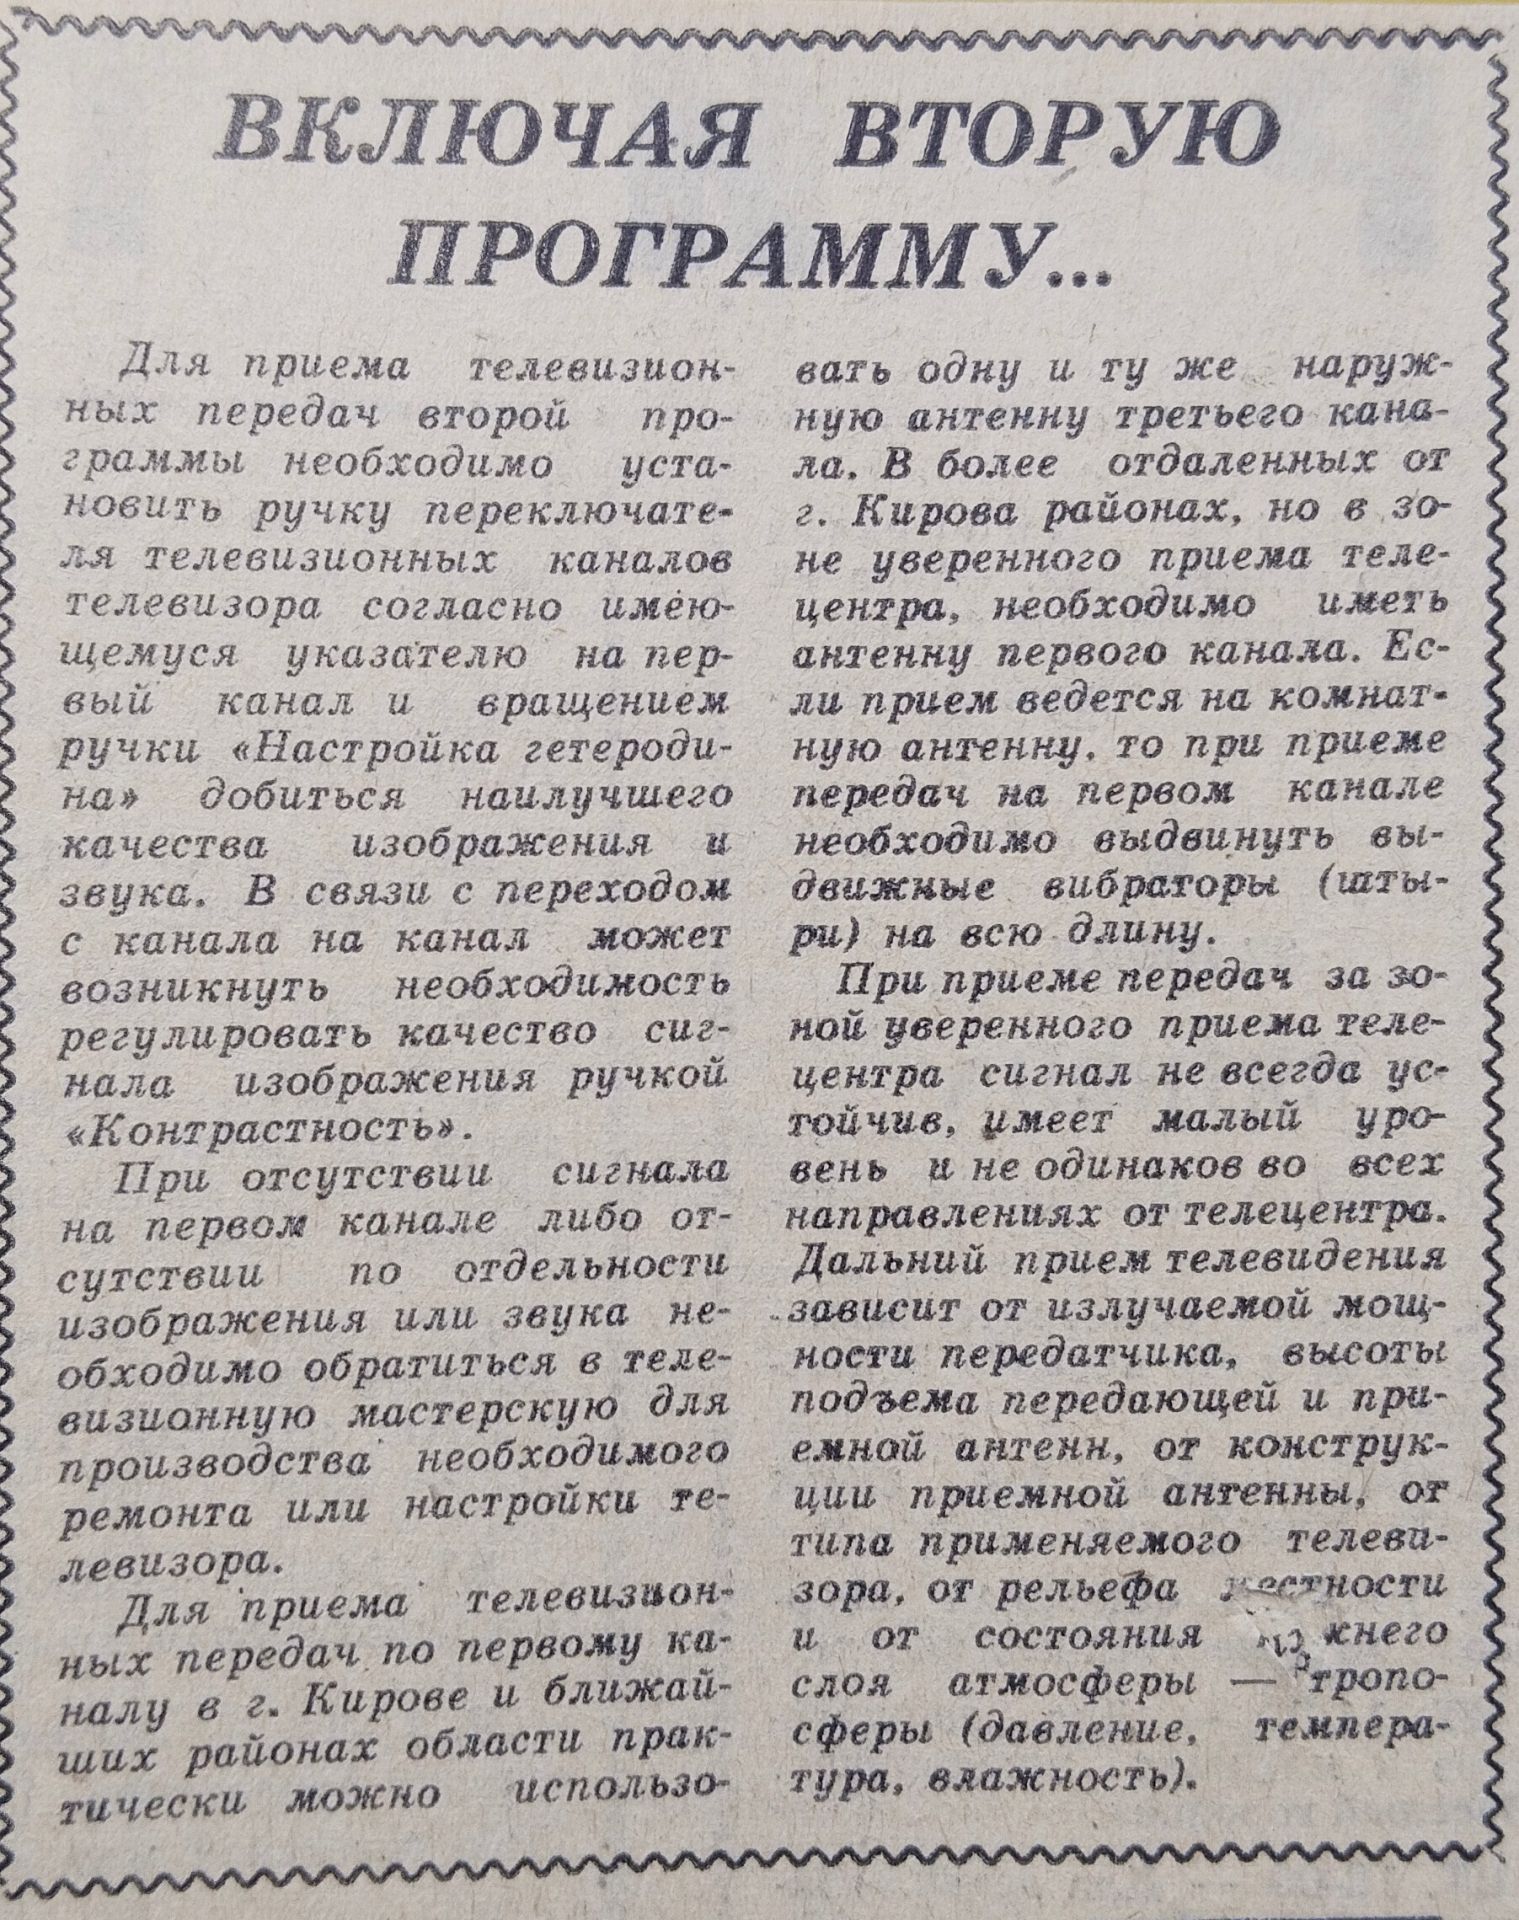 ВКЛЮЧАЯ ВТОРУЮ
ПРОГРАММУ...
Для приема телевизион-
ных передач второй про-
граммы необходимо уста-
новить ручку переключате-
ля телевизионных каналов
телевизора согласно имею-
щемуся указателю на пер-
вый канал и вращением
ручки «Настройка гетероди-
на» добиться наилучшего
качества изображения и
звука. В связи с переходом
с канала на канал может
возникнуть необходимость
регулировать качество сиг-
нала изображения ручкой
«Контрастность».
При отсутствии сигнала
на первом канале либо от-
сутствии по отдельности
изображения или звука не-
обходимо обратиться в теле-
визионную мастерскую для
производства необходимого
ремонта или настройки те-
левизора.
Для приема телевизион-
ных передач по первому ка-
налу в г. Кирове и ближай-
ших районах области прак-
тически можно использо-
вать одну и ту же наруж-
ную антенну третьего кана-
ла. В более отдаленных от
г. Кирова районах, но в зо-
не уверенного приема теле-
центра, необходимо иметь
антенну первого канала. Ес-
ли прием ведется на комнат-
ную антенну, то при приеме
передач на первом канале
необходимо выдвинуть вы-
движные вибраторы (шты-
ри) на всю длину.
При приеме передач за зо-
ной уверенного приема теле-
центра сигнал не всегда ус-
тойчив, имеет малый уро-
вень и не одинаков во всех
направлениях от телецентра.
Дальний прием телевидения
зависит от излучаемой мощ-
ности передатчика, высоты
подъема передающей и при-
емной антенн, от конструк-
ции приемной антенны, от
типа применяемого телеви-
зора, от рельефа местности
и от состояния
слоя атмосферы — тропо-
сферы (давление, темпера-
тура, влажность).